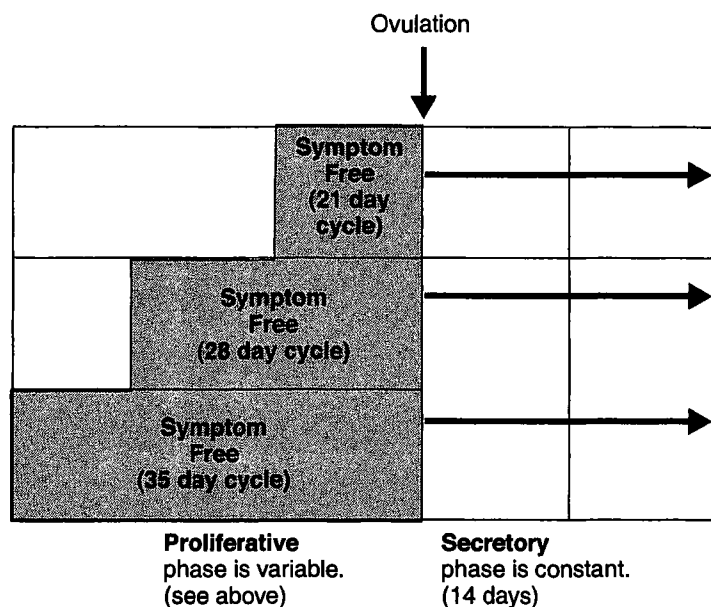 Ovulation
Symptom
Free
(21 day
cycle)
Symptom
Free
(28 day cycle)
Symptom
Free
(35 day cycle)
Proliferative
phase is variable.
(see above)
Secretory
phase is constant.
(14 days)